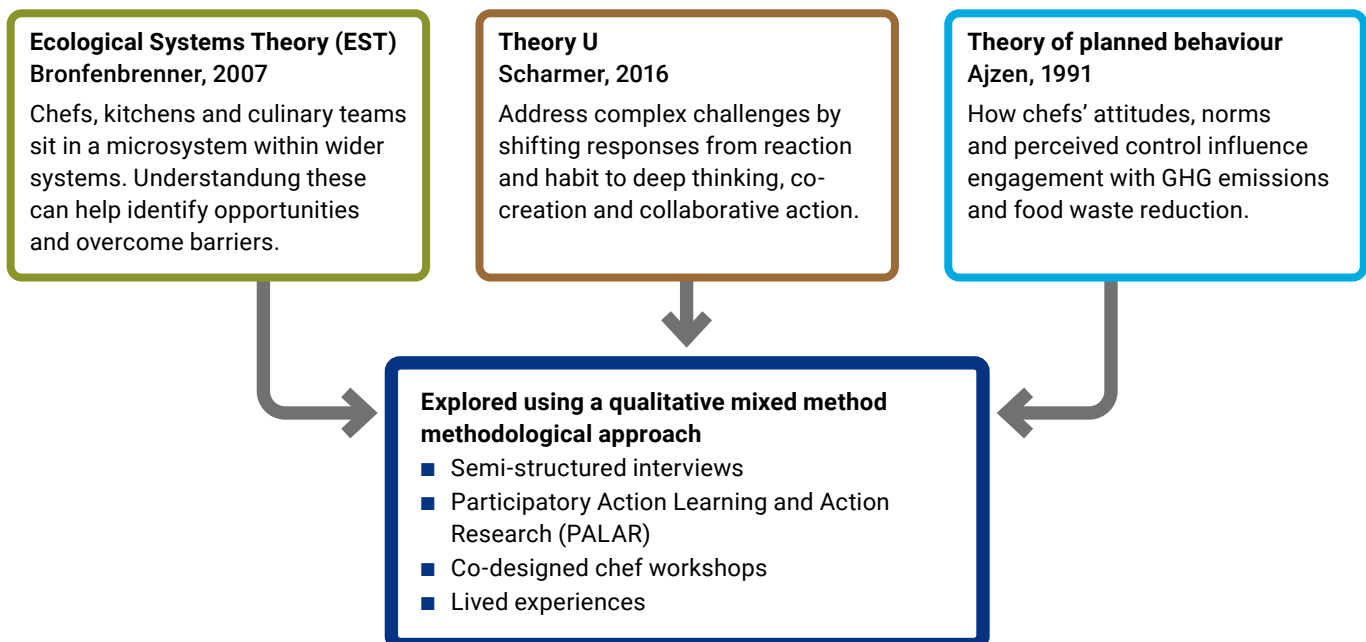 Ecological Systems Theory (EST)
Bronfenbrenner, 2007
Chefs, kitchens and culinary teams
sit in a microsystem within wider
systems. Understandung these
can help identify opportunities
and overcome barriers.
Theory U
Scharmer, 2016
Address complex challenges by
shifting responses from reaction
and habit to deep thinking, co-
creation and collaborative action.
Theory of planned behaviour
Ajzen, 1991
How chefs’ attitudes, norms
and perceived control influence
engagement with GHG emissions
and food waste reduction.
Explored using a qualitative mixed method
methodological approach
■ Semi-structured interviews
■ Participatory Action Learning and Action
Research (PALAR)
■ Co-designed chef workshops
■ Lived experiences